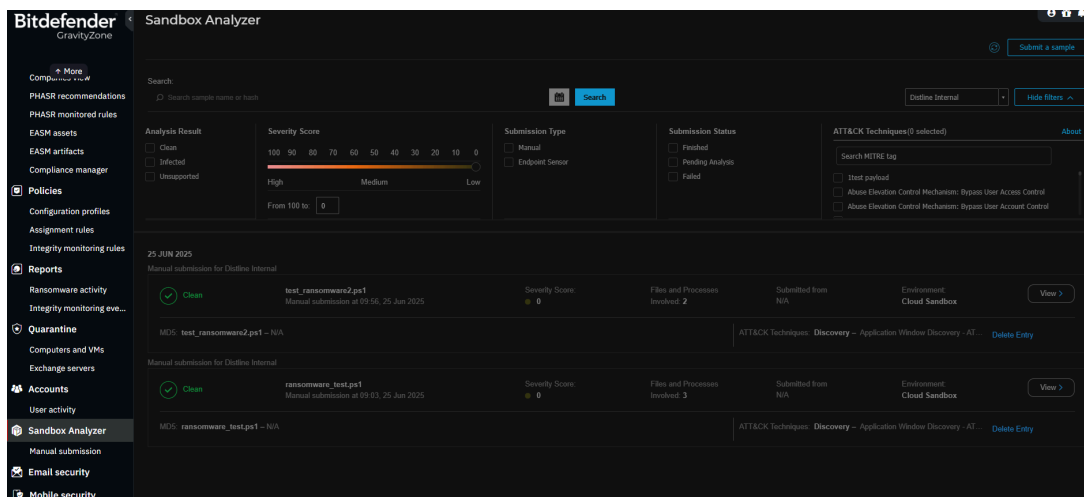 Bitdefender
GravityZone
More
Companies view
PHASR recommendations
PHASR monitored rules
EASM assets
EASM artifacts
Compliance manager
Policies
Configuration profiles
Assignment rules
Integrity monitoring rules
Reports
Ransomware activity
Integrity monitoring eve...
Quarantine
Computers and VMs
Exchange servers
Accounts
User activity
Sandbox Analyzer
Manual submission
Email security
Mobile security
Sandbox Analyzer
Submit a sample
Search:
Search sample name or hash
Search
Distline Internal
Hide filters
Analysis Result
Clean
Infected
Unsupported
Severity Score
100 90 80 70 60 50 40 30 20 10 0
High Medium Low
From 100 to: 0
Submission Type
Manual
Endpoint Sensor
Submission Status
Finished
Pending Analysis
Failed
ATT&CK Techniques(0 selected) About
Search MITRE tag
1test payload
Abuse Elevation Control Mechanism: Bypass User Access Control
Abuse Elevation Control Mechanism: Bypass User Account Control
25 JUN 2025
Manual submission for Distline Internal
Clean
test_ransomware2.ps1
Manual submission at 09:56, 25 Jun 2025
Severity Score:
0
Files and Processes
Involved: 2
Submitted from
N/A
Environment:
Cloud Sandbox
View >
MD5: test_ransomware2.ps1 – N/A
ATT&CK Techniques: Discovery – Application Window Discovery - AT...
Delete Entry
Manual submission for Distline Internal
Clean
ransomware_test.ps1
Manual submission at 09:03, 25 Jun 2025
Severity Score:
0
Files and Processes
Involved: 3
Submitted from
N/A
Environment:
Cloud Sandbox
View >
MD5: ransomware_test.ps1 – N/A
ATT&CK Techniques: Discovery – Application Window Discovery - AT...
Delete Entry